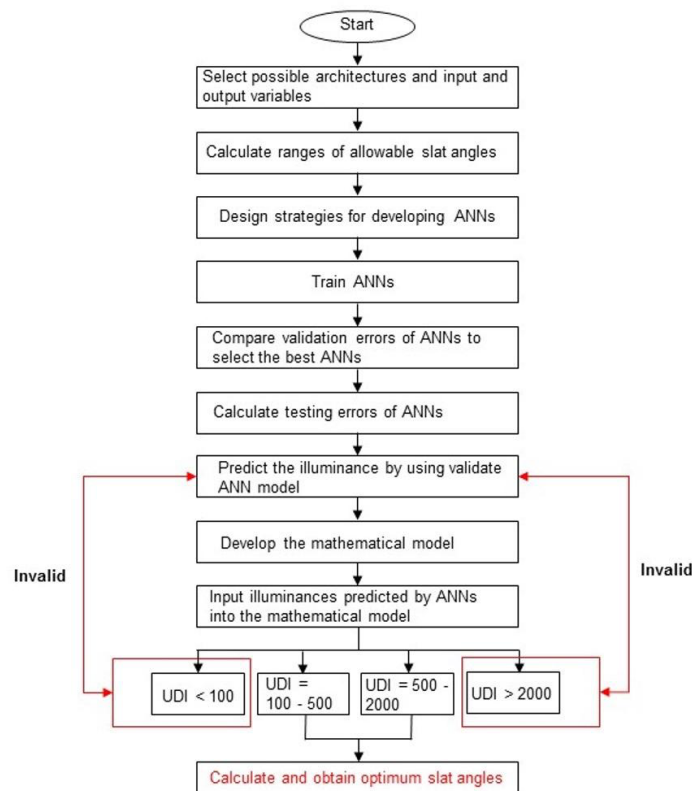 Start
Select possible architectures and input and
output variables
Calculate ranges of allowable slat angles
Design strategies for developing ANNs
Train ANNs
Compare validation errors of ANNs to
select the best ANNs
Calculate testing errors of ANNs
Predict the illuminance by using validate
ANN model
Develop the mathematical model
Invalid
Invalid
Input illuminances predicted by ANNs
into the mathematical model
UDI < 100
UDI =
100 - 500
UDI = 500 -
2000
UDI > 2000
Calculate and obtain optimum slat angles